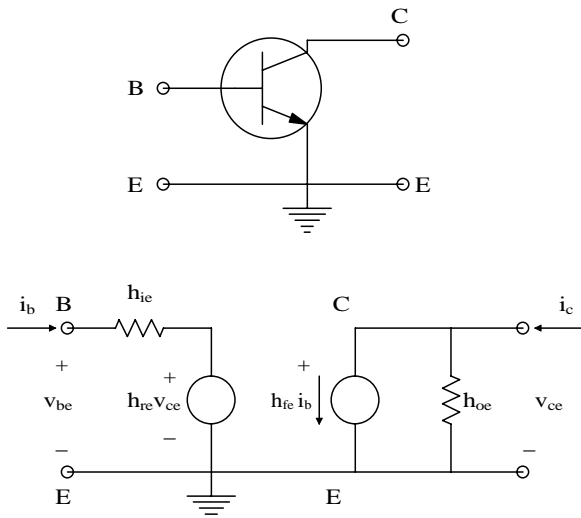 C
B
E E
i_b B h_ie C i_c
+ + + +
v_be h_re v_ce h_fe i_b h_oe v_ce
– – –
E E